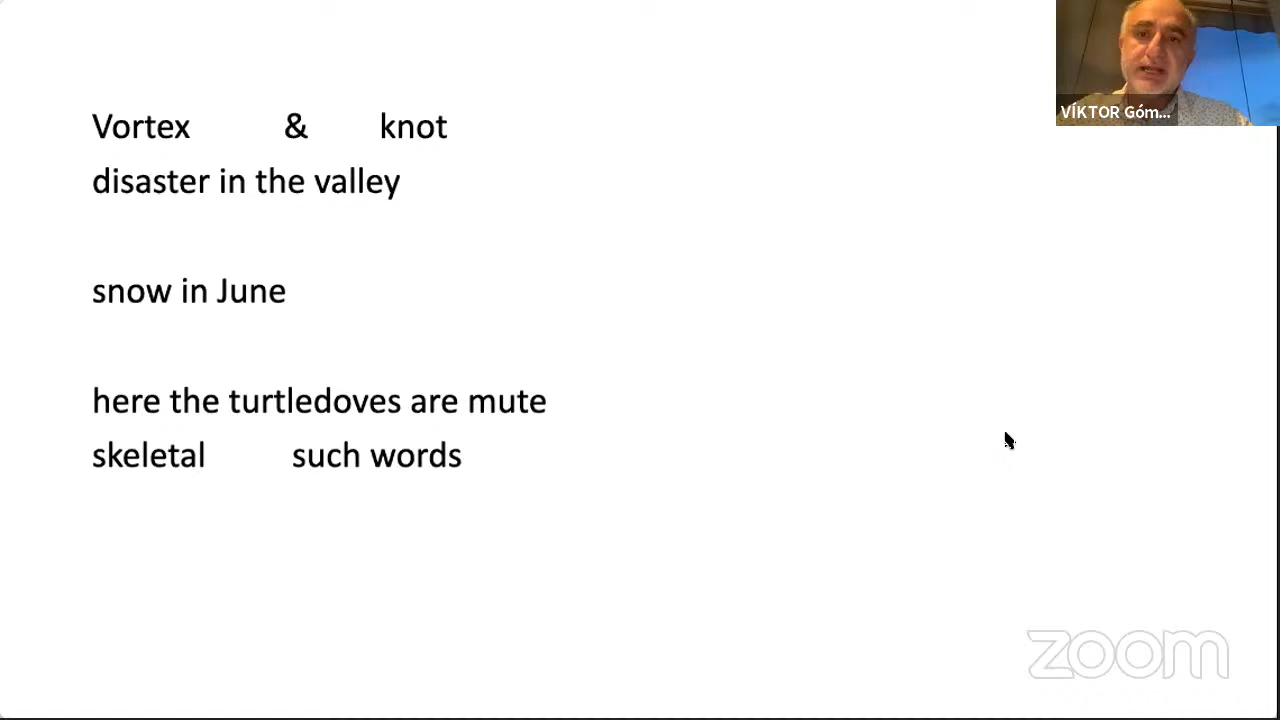 VÍKTOR Góm...
Vortex & knot
disaster in the valley
snow in June
here the turtledoves are mute
skeletal such words
zoom